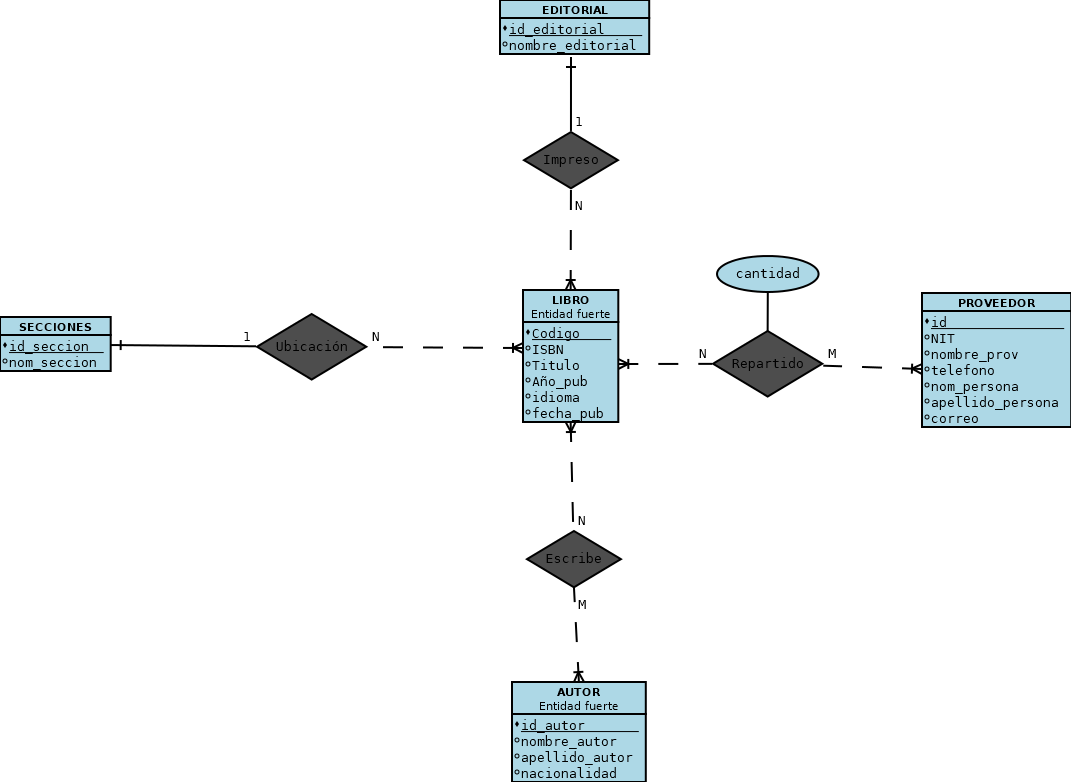 EDITORIAL
id_editorial
nombre_editorial
1
Impreso
N
cantidad
LIBRO
Entidad fuerte
Codigo
ISBN
Titulo
Año_pub
idioma
fecha_pub
SECCIONES
id_seccion
nom_seccion
1
Ubicación
N
N
Repartido
M
PROVEEDOR
id
NIT
nombre_prov
telefono
nom_persona
apellido_persona
correo
N
Escribe
M
AUTOR
Entidad fuerte
id_autor
nombre_autor
apellido_autor
nacionalidad